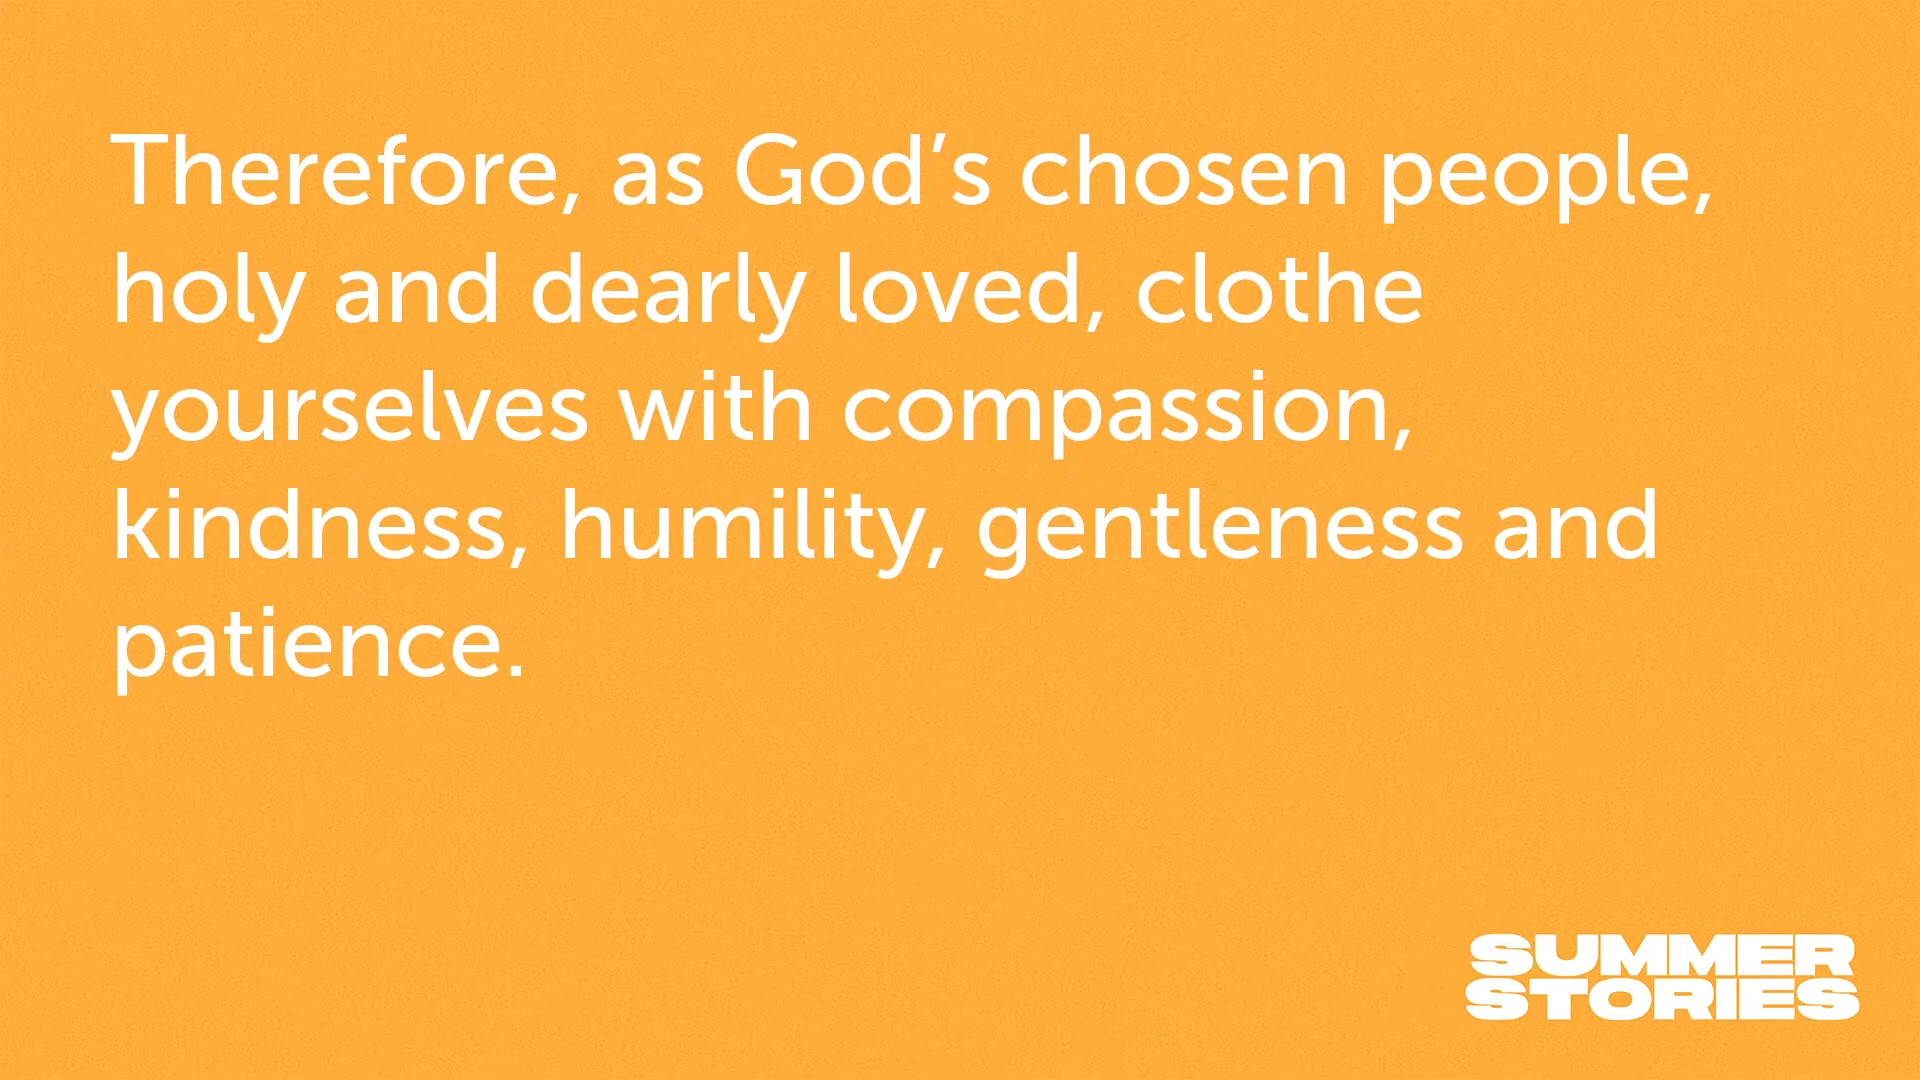 Therefore, as God’s chosen people,
holy and dearly loved, clothe
yourselves with compassion,
kindness, humility, gentleness and
patience.
SUMMER
STORIES